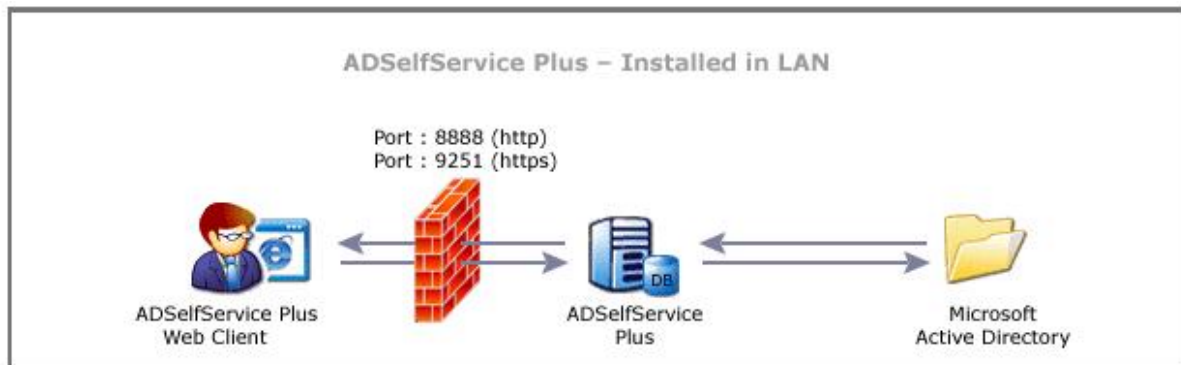 ADSelfService Plus – Installed in LAN
Port : 8888 (http)
Port : 9251 (https)
DB
ADSelfService Plus
Web Client
ADSelfService
Plus
Microsoft
Active Directory